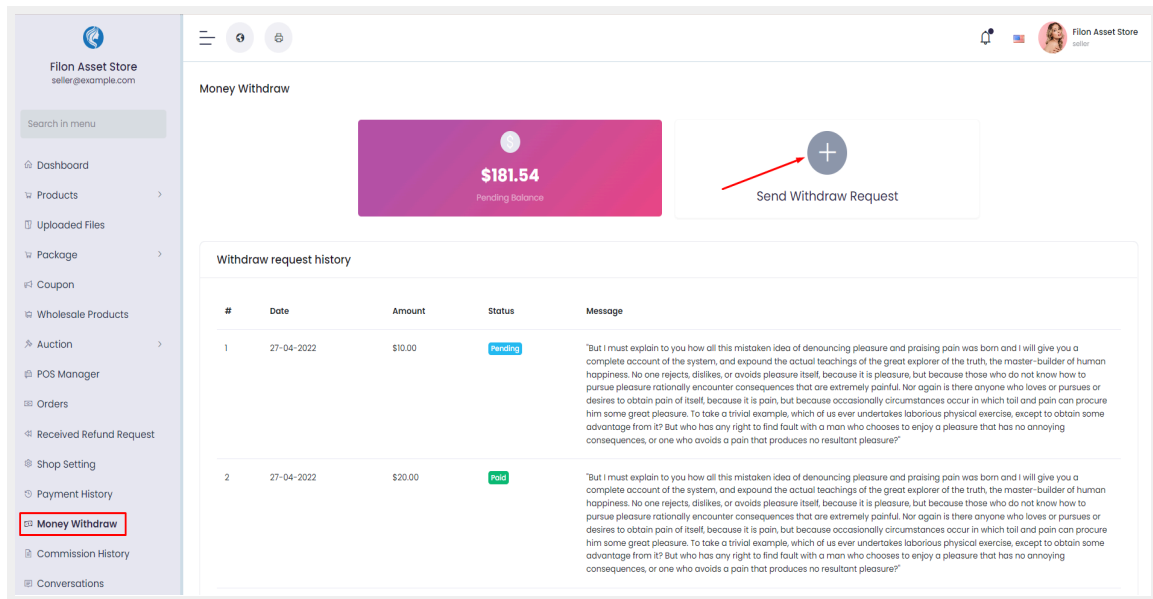 Filon Asset Store
seller@example.com
Search in menu
Dashboard
Products
Uploaded Files
Package
Coupon
Wholesale Products
Auction
POS Manager
Orders
Received Refund Request
Shop Setting
Payment History
Money Withdraw
Commission History
Conversations
Filon Asset Store
seller
Money Withdraw
$
$181.54
Pending Balance
Send Withdraw Request
Withdraw request history
# Date Amount Status Message
1 27-04-2022 $10.00 Pending "But I must explain to you how all this mistaken idea of denouncing pleasure and praising pain was born and I will give you a
complete account of the system, and expound the actual teachings of the great explorer of the truth, the master-builder of human
happiness. No one rejects, dislikes, or avoids pleasure itself, because it is pleasure, but because those who do not know how to
pursue pleasure rationally encounter consequences that are extremely painful. Nor again is there anyone who loves or pursues or
desires to obtain pain of itself, because it is pain, but because occasionally circumstances occur in which toil and pain can procure
him some great pleasure. To take a trivial example, which of us ever undertakes laborious physical exercise, except to obtain some
advantage from it? But who has any right to find fault with a man who chooses to enjoy a pleasure that has no annoying
consequences, or one who avoids a pain that produces no resultant pleasure?"
2 27-04-2022 $20.00 Paid "But I must explain to you how all this mistaken idea of denouncing pleasure and praising pain was born and I will give you a
complete account of the system, and expound the actual teachings of the great explorer of the truth, the master-builder of human
happiness. No one rejects, dislikes, or avoids pleasure itself, because it is pleasure, but because those who do not know how to
pursue pleasure rationally encounter consequences that are extremely painful. Nor again is there anyone who loves or pursues or
desires to obtain pain of itself, because it is pain, but because occasionally circumstances occur in which toil and pain can procure
him some great pleasure. To take a trivial example, which of us ever undertakes laborious physical exercise, except to obtain some
advantage from it? But who has any right to find fault with a man who chooses to enjoy a pleasure that has no annoying
consequences, or one who avoids a pain that produces no resultant pleasure?"